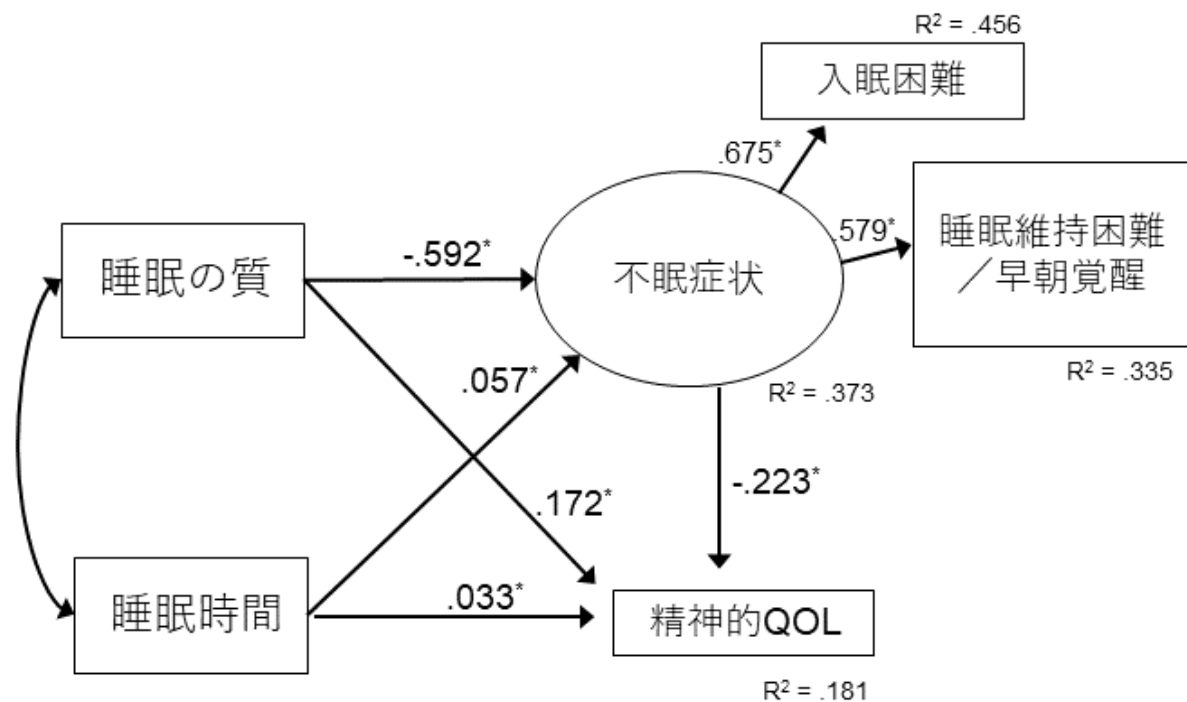 R² = .456
入眠困難
.675*
睡眠維持困難
／早朝覚醒
.579*
R² = .335
睡眠の質
-.592*
不眠症状
R² = .373
.057*
.172*
-.223*
睡眠時間
.033*
精神的QOL
R² = .181